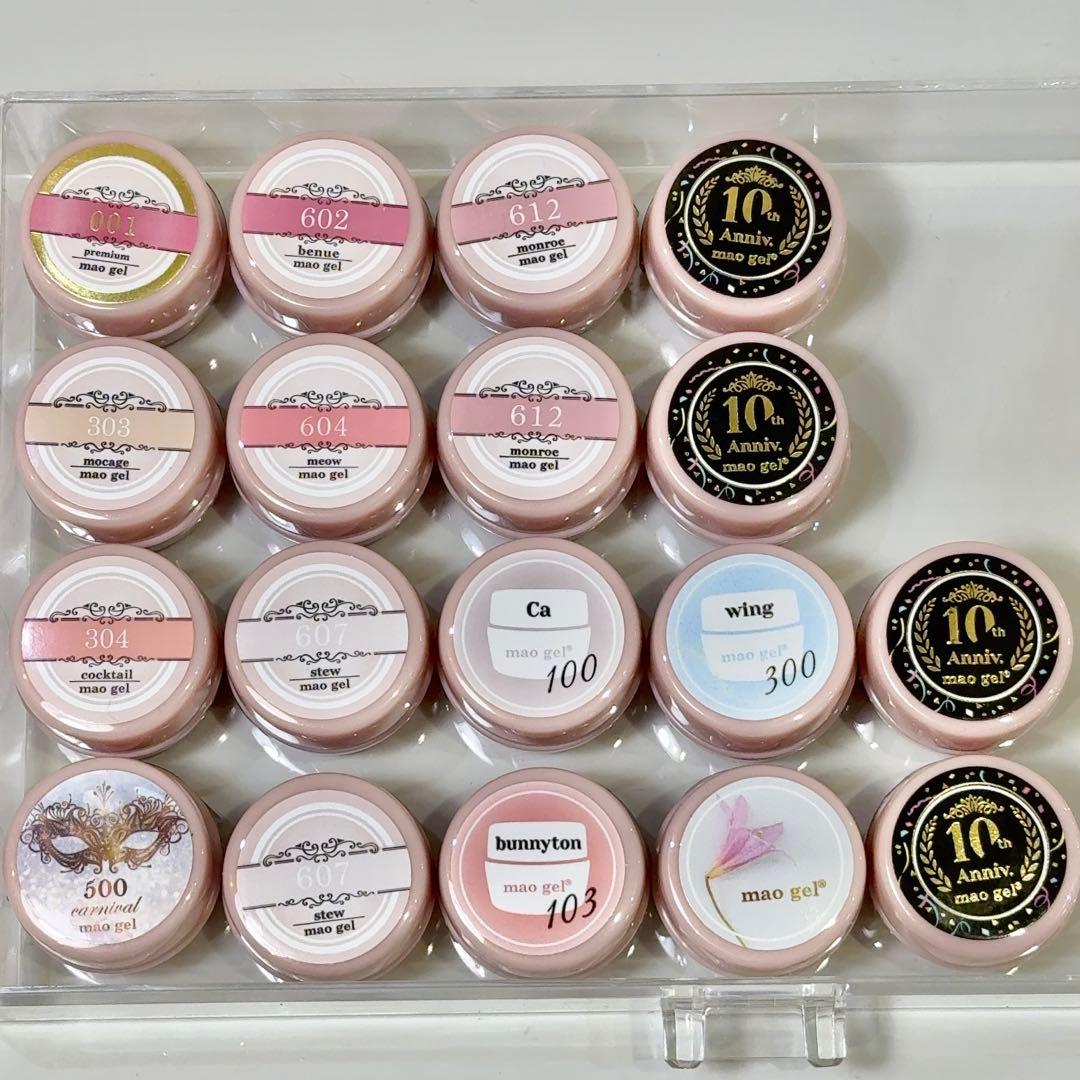 001
premium
mao gel
602
benue
mao gel
612
monroe
mao gel
10th
Anniv.
mao gel®
303
mocage
mao gel
604
meow
mao gel
612
monroe
mao gel
10th
Anniv.
mao gel®
304
cocktail
mao gel
607
stew
mao gel
Ca
mao gel®
100
wing
mao gel®
300
10th
Anniv.
mao gel®
500
carnival
mao gel
607
stew
mao gel
bunnyton
mao gel®
103
mao gel®
10th
Anniv.
mao gel®